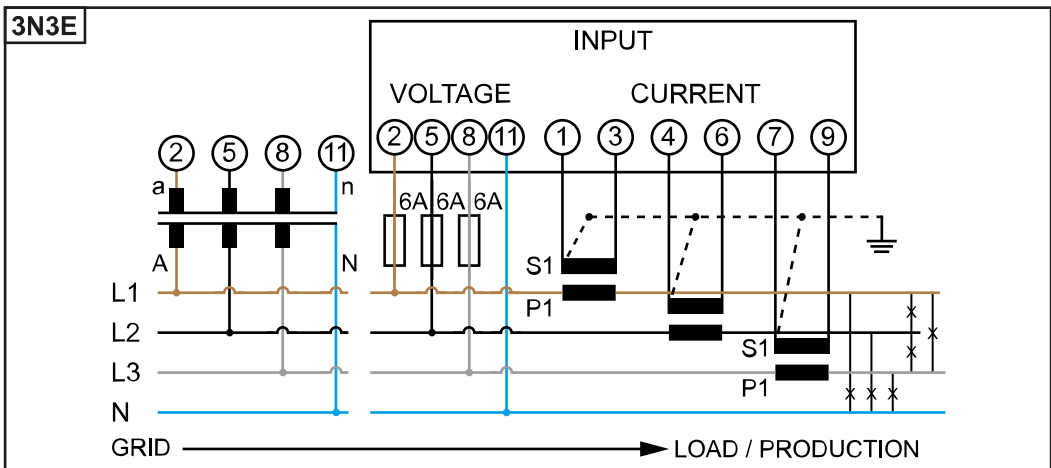 3N3E
INPUT
VOLTAGE CURRENT
2 5 8 11 1 3 4 6 7 9
2 5 8 11
a n
6A 6A 6A
A N
S1
L1
P1
L2
S1
L3
P1
N
GRID LOAD / PRODUCTION